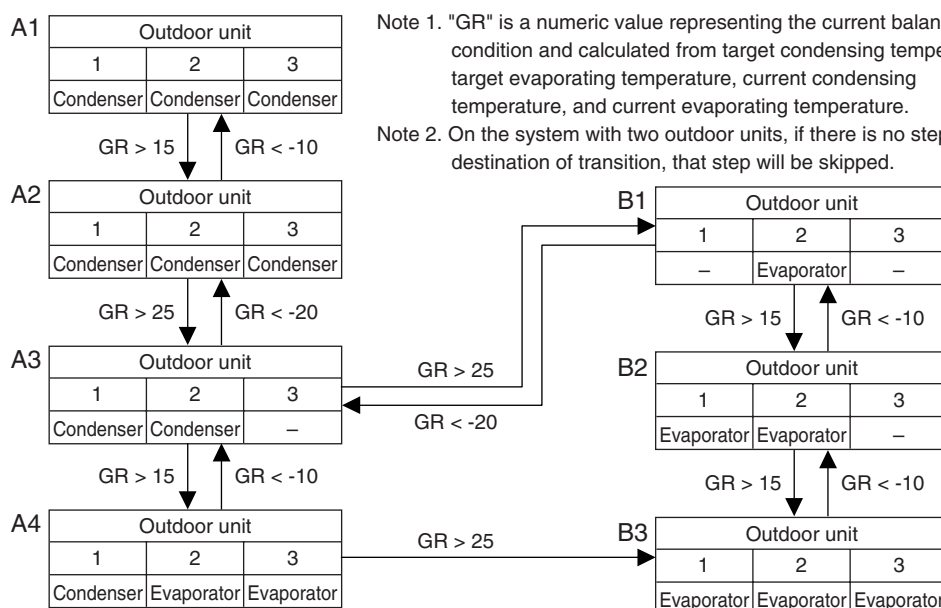 Note 1. "GR" is a numeric value representing the current
condition and calculated from target condensing
target evaporating temperature, current condensing
temperature, and current evaporating temperature.
Note 2. On the system with two outdoor units, if there is no
destination of transition, that step will be skipped.
A1
Outdoor unit
1 2 3
Condenser Condenser Condenser
GR > 15 GR < -10
A2
Outdoor unit
1 2 3
Condenser Condenser Condenser
GR > 25 GR < -20
A3
Outdoor unit
1 2 3
Condenser Condenser –
GR > 15 GR < -10
A4
Outdoor unit
1 2 3
Condenser Evaporator Evaporator
GR > 25
GR < -20
GR > 25
B1
Outdoor unit
1 2 3
– Evaporator –
GR > 15 GR < -10
B2
Outdoor unit
1 2 3
Evaporator Evaporator –
GR > 15 GR < -10
B3
Outdoor unit
1 2 3
Evaporator Evaporator Evaporator